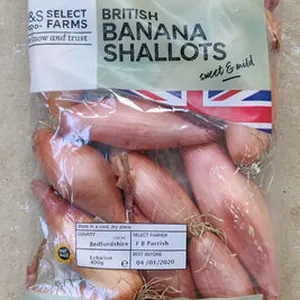 &S SELECT
FARMS
know and trust
BRITISH
BANANA
SHALLOTS
sweet & mild
Store in a cool, dry place
COUNTY
SELECT FARMER
Bedfordshire
F B Parrish
Echalion
400g e
BEST BEFORE
04 /01/2020